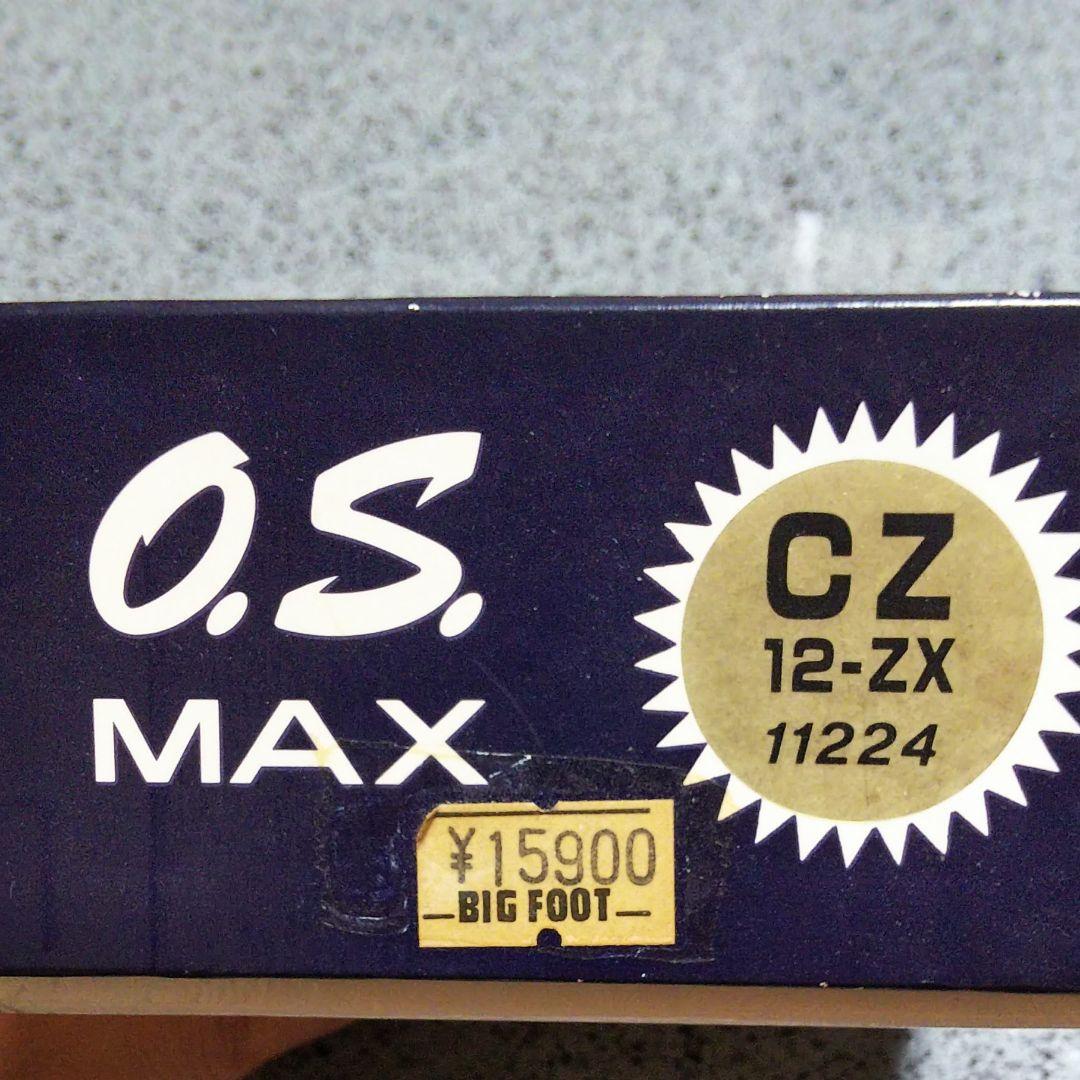 O.S.
MAX
CZ
12-ZX
11224
¥15900
BIG FOOT